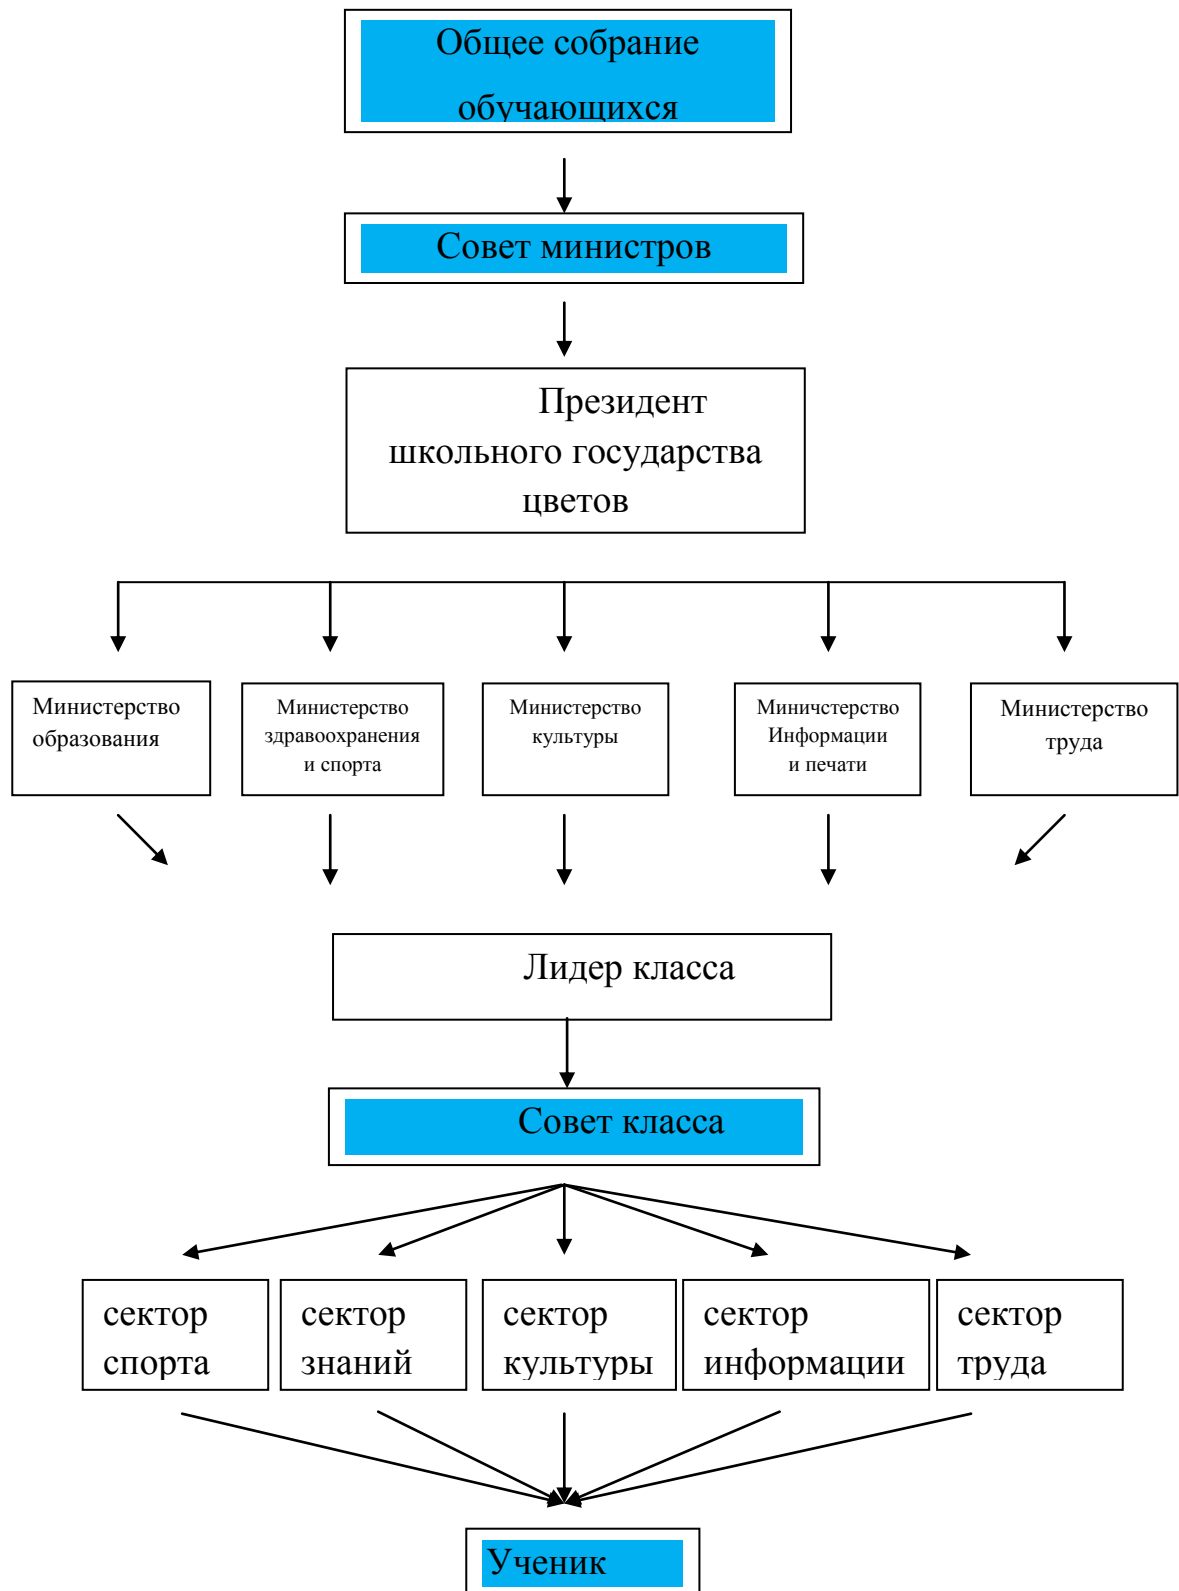 Общее собрание
обучающихся
Совет министров
Президент
школьного государства
цветов
Министерство
образования
Министерство
здравоохранения
и спорта
Министерство
культуры
Миничстерство
Информации
и печати
Министерство
труда
Лидер класса
Совет класса
сектор
спорта
сектор
знаний
сектор
культуры
сектор
информации
сектор
труда
Ученик